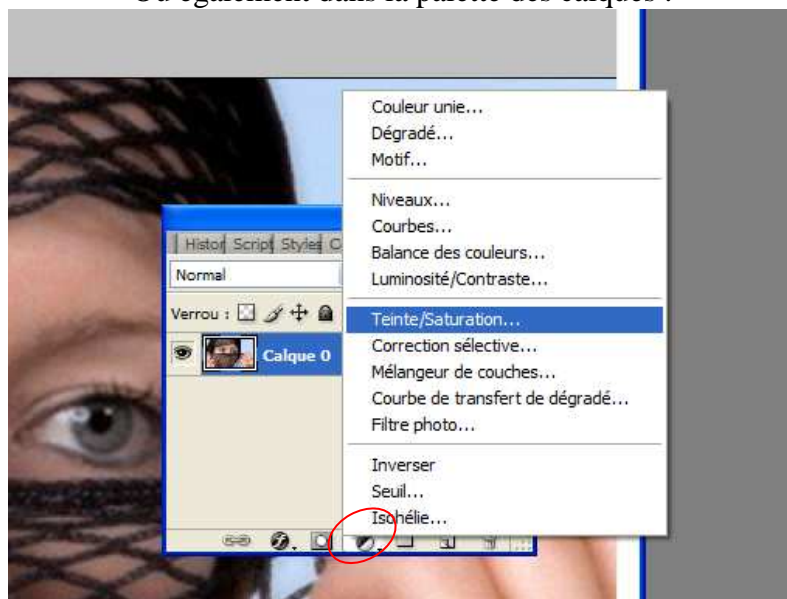 Ou également dans la palette des calques :
Couleur unie...
Dégradé...
Motif...
Niveaux...
Courbes...
Balance des couleurs...
Luminosité/Contraste...
Teinte/Saturation...
Correction sélective...
Mélangeur de couches...
Courbe de transfert de dégradé...
Filtre photo...
Inverser
Seuil...
Isohélie...
Histor Script Styles C
Normal
Verrou :
Calque 0